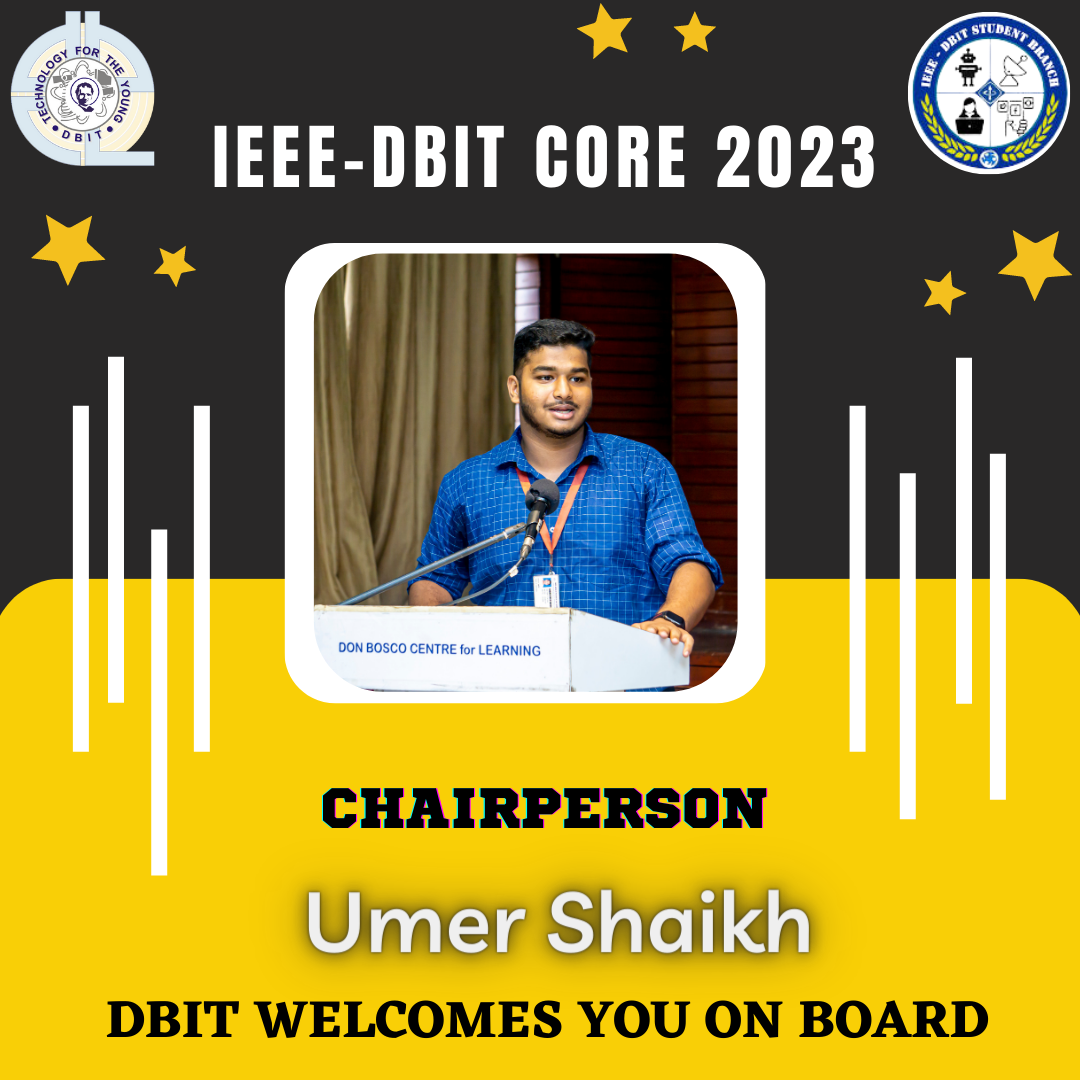 TECHNOLOGY FOR THE YOUNG
• DBIT •
IEEE - DBIT STUDENT BRANCH
IEEE-DBIT CORE 2023
DON BOSCO CENTRE for LEARNING
CHAIRPERSON
Umer Shaikh
DBIT WELCOMES YOU ON BOARD